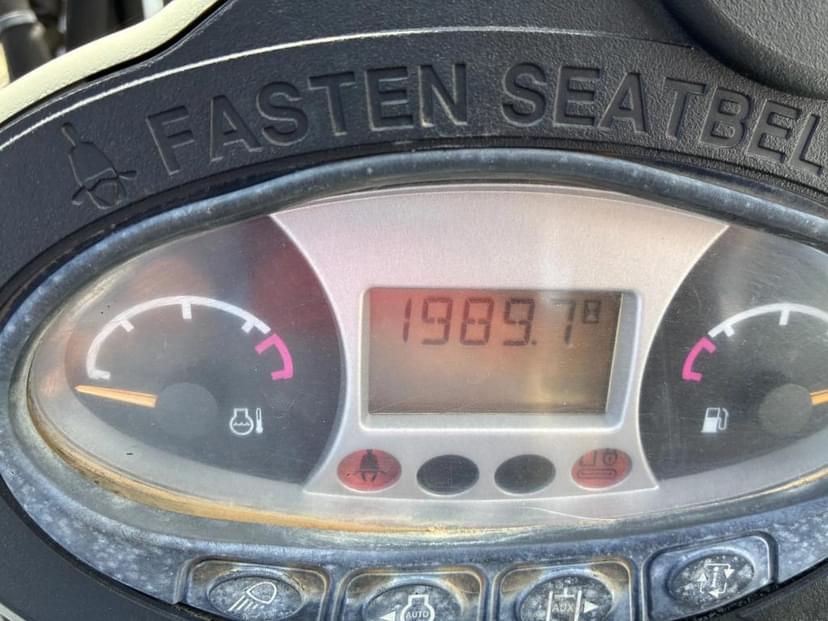 FASTEN SEATBEL
1989.7
AUTO
AUX